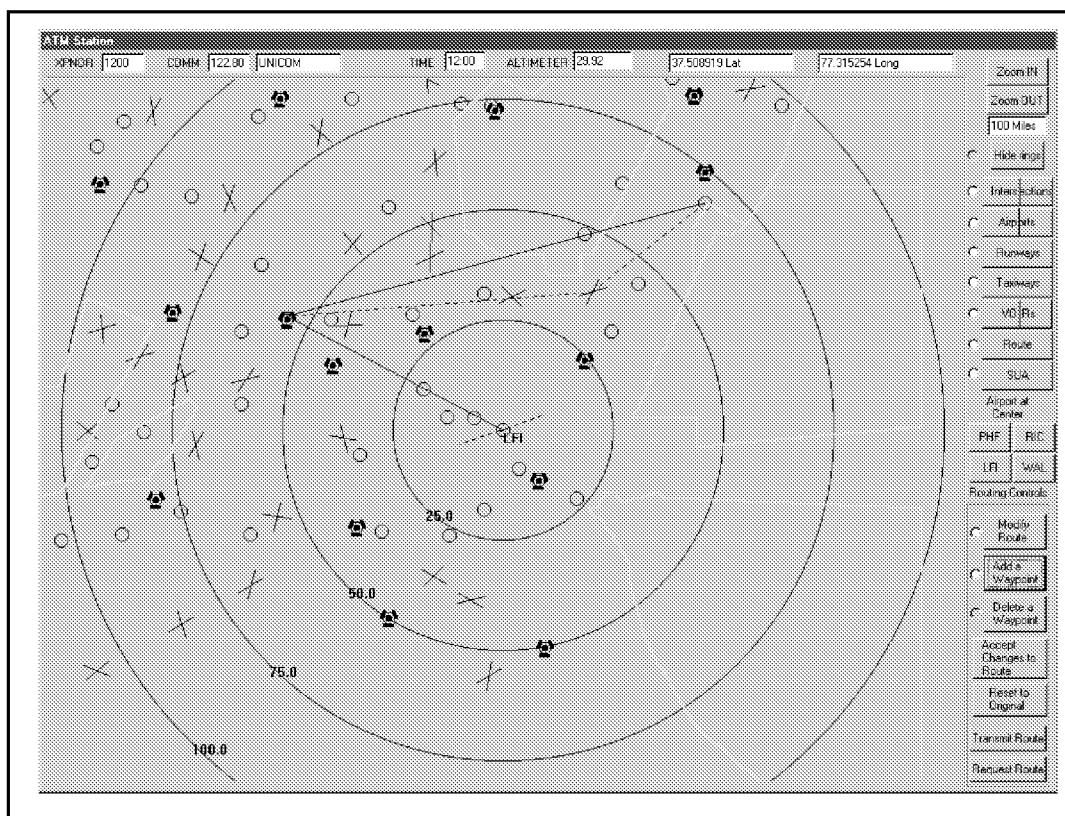 ATM Station
XPNDR 1200 COMM 122.80 UNICOM TIME 12:00 ALTIMETER 29.92 37.508919 Lat 77.315254 Long
Zoom IN
Zoom OUT
100 Miles
Hide rings
Intersections
Airports
Runways
Taxiways
VORs
Route
SUA
Airport at
Center
PHF RIC
LFI WAL
Routing Controls
Modify
Route
Add a
Waypoint
Delete a
Waypoint
Accept
Changes to
Route
Reset to
Original
Transmit Route
Request Route
LFI
25.0
50.0
75.0
100.0